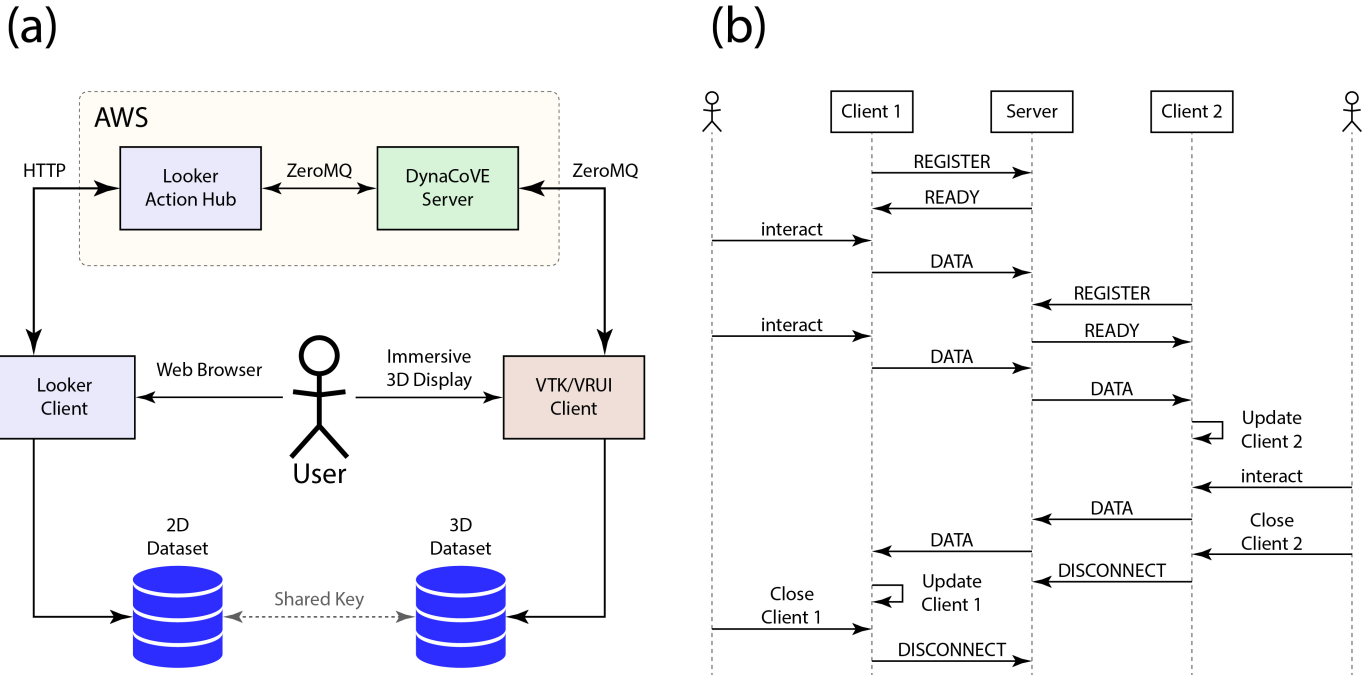 (a)
AWS
HTTP
Looker
Action Hub
ZeroMQ
DynaCoVE
Server
ZeroMQ
Looker
Client
Web Browser
Immersive
3D Display
VTK/VRUI
Client
User
2D
Dataset
3D
Dataset
Shared Key
(b)
Client 1
Server
Client 2
REGISTER
READY
interact
DATA
REGISTER
interact
READY
DATA
DATA
Update
Client 2
interact
DATA
Close
Client 2
DATA
DISCONNECT
Update
Client 1
Close
Client 1
DISCONNECT